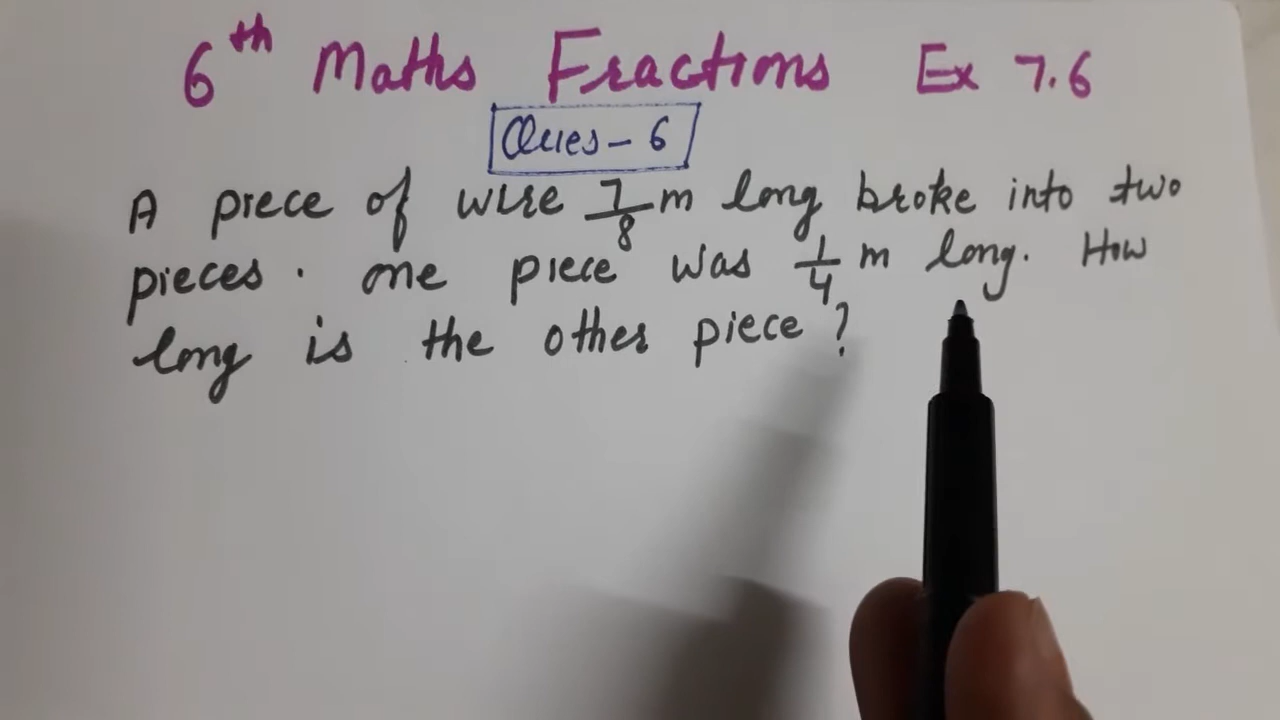 6th Maths Fractions Ex 7.6
Ques-6
A piece of wire 7/8 m long broke into two
pieces. one piece was 1/4 m long. How
long is the other piece?